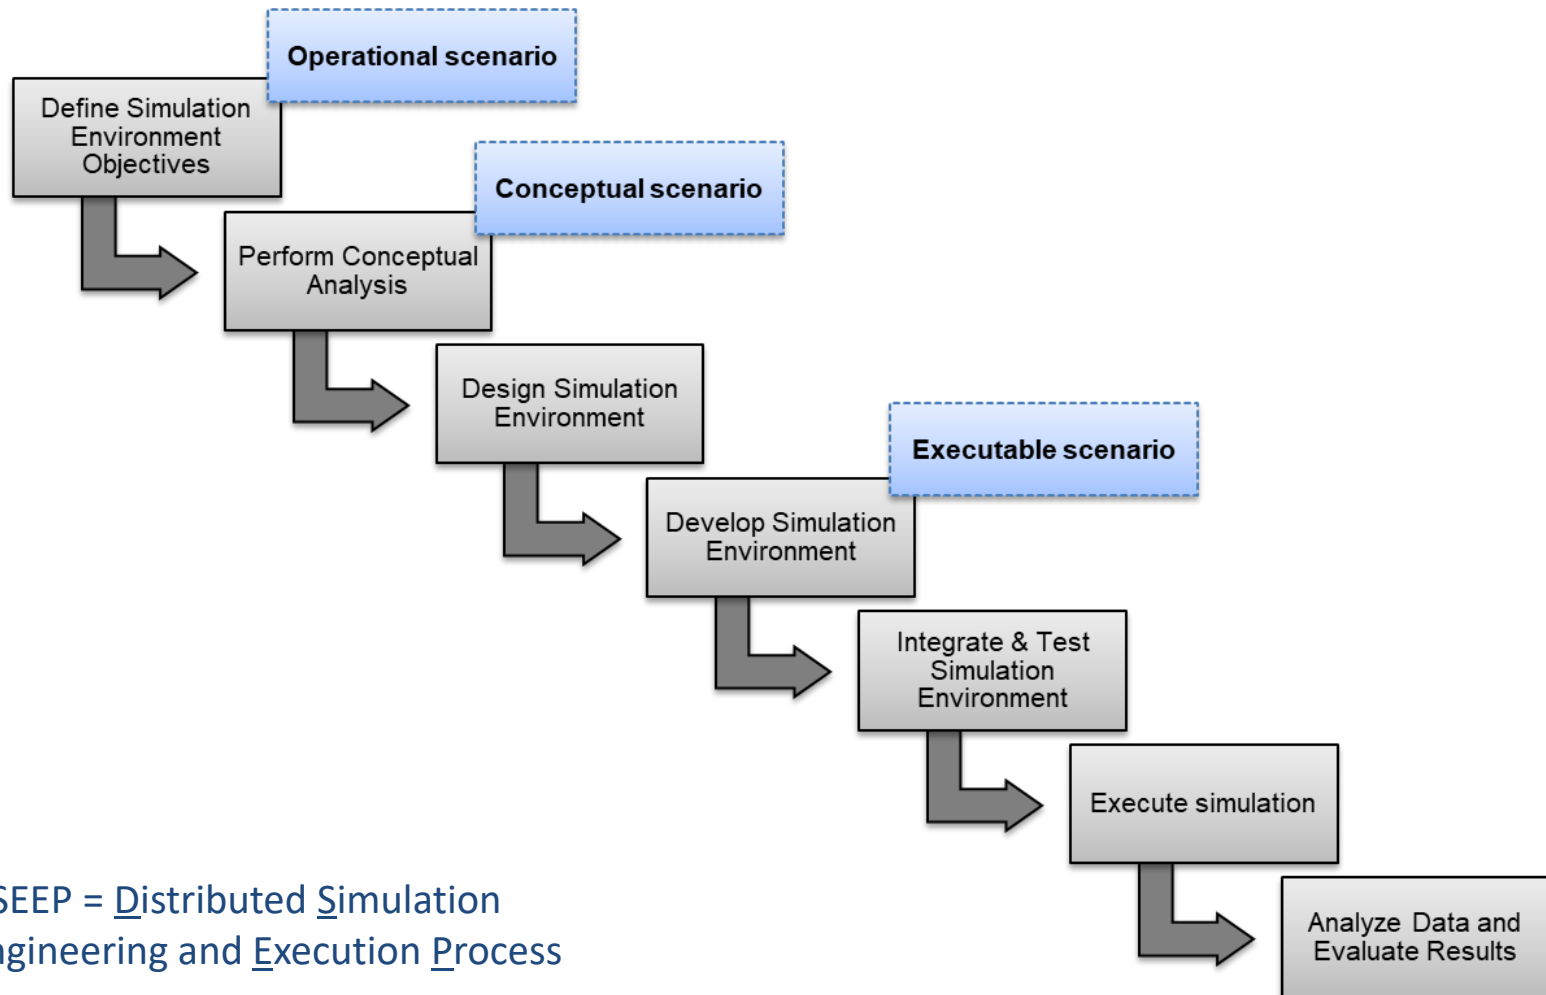 Operational scenario
Define Simulation
Environment
Objectives
Conceptual scenario
Perform Conceptual
Analysis
Design Simulation
Environment
Executable scenario
Develop Simulation
Environment
Integrate & Test
Simulation
Environment
Execute simulation
Analyze Data and
Evaluate Results
SEEP = Distributed Simulation
ngineering and Execution Process